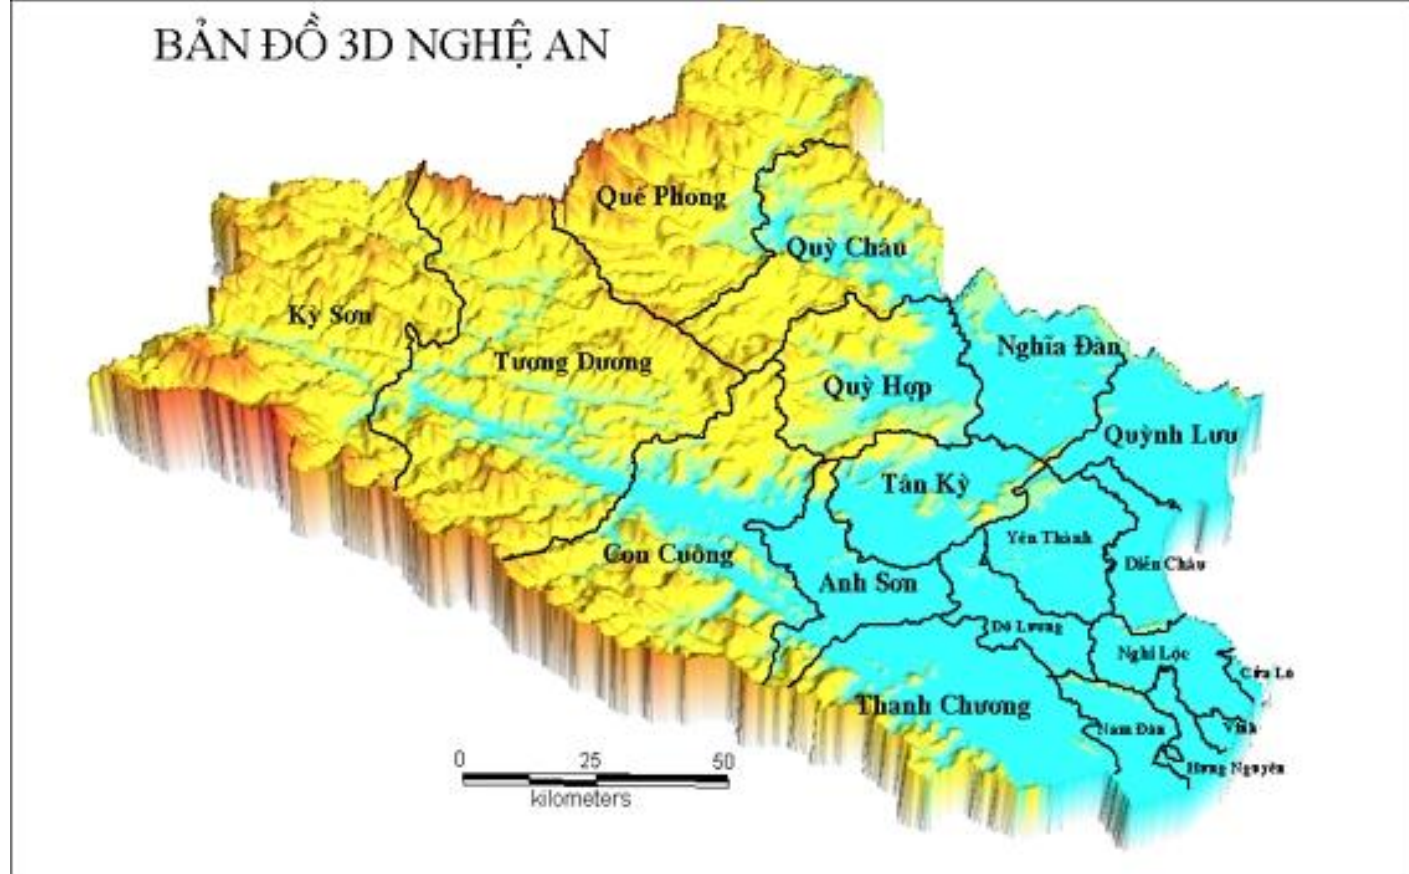 BẢN ĐỒ 3D NGHỆ AN
Quế Phong
Quỳ Châu
Kỳ Sơn
Tương Dương
Nghĩa Đàn
Quỳ Hợp
Quỳnh Lưu
Tân Kỳ
Yên Thành
Con Cuông
Diễn Châu
Anh Sơn
Đô Lương
Nghi Lộc
Cửa Lò
Thanh Chương
Nam Đàn
Vinh
Hưng Nguyên
0 25 50
kilometers